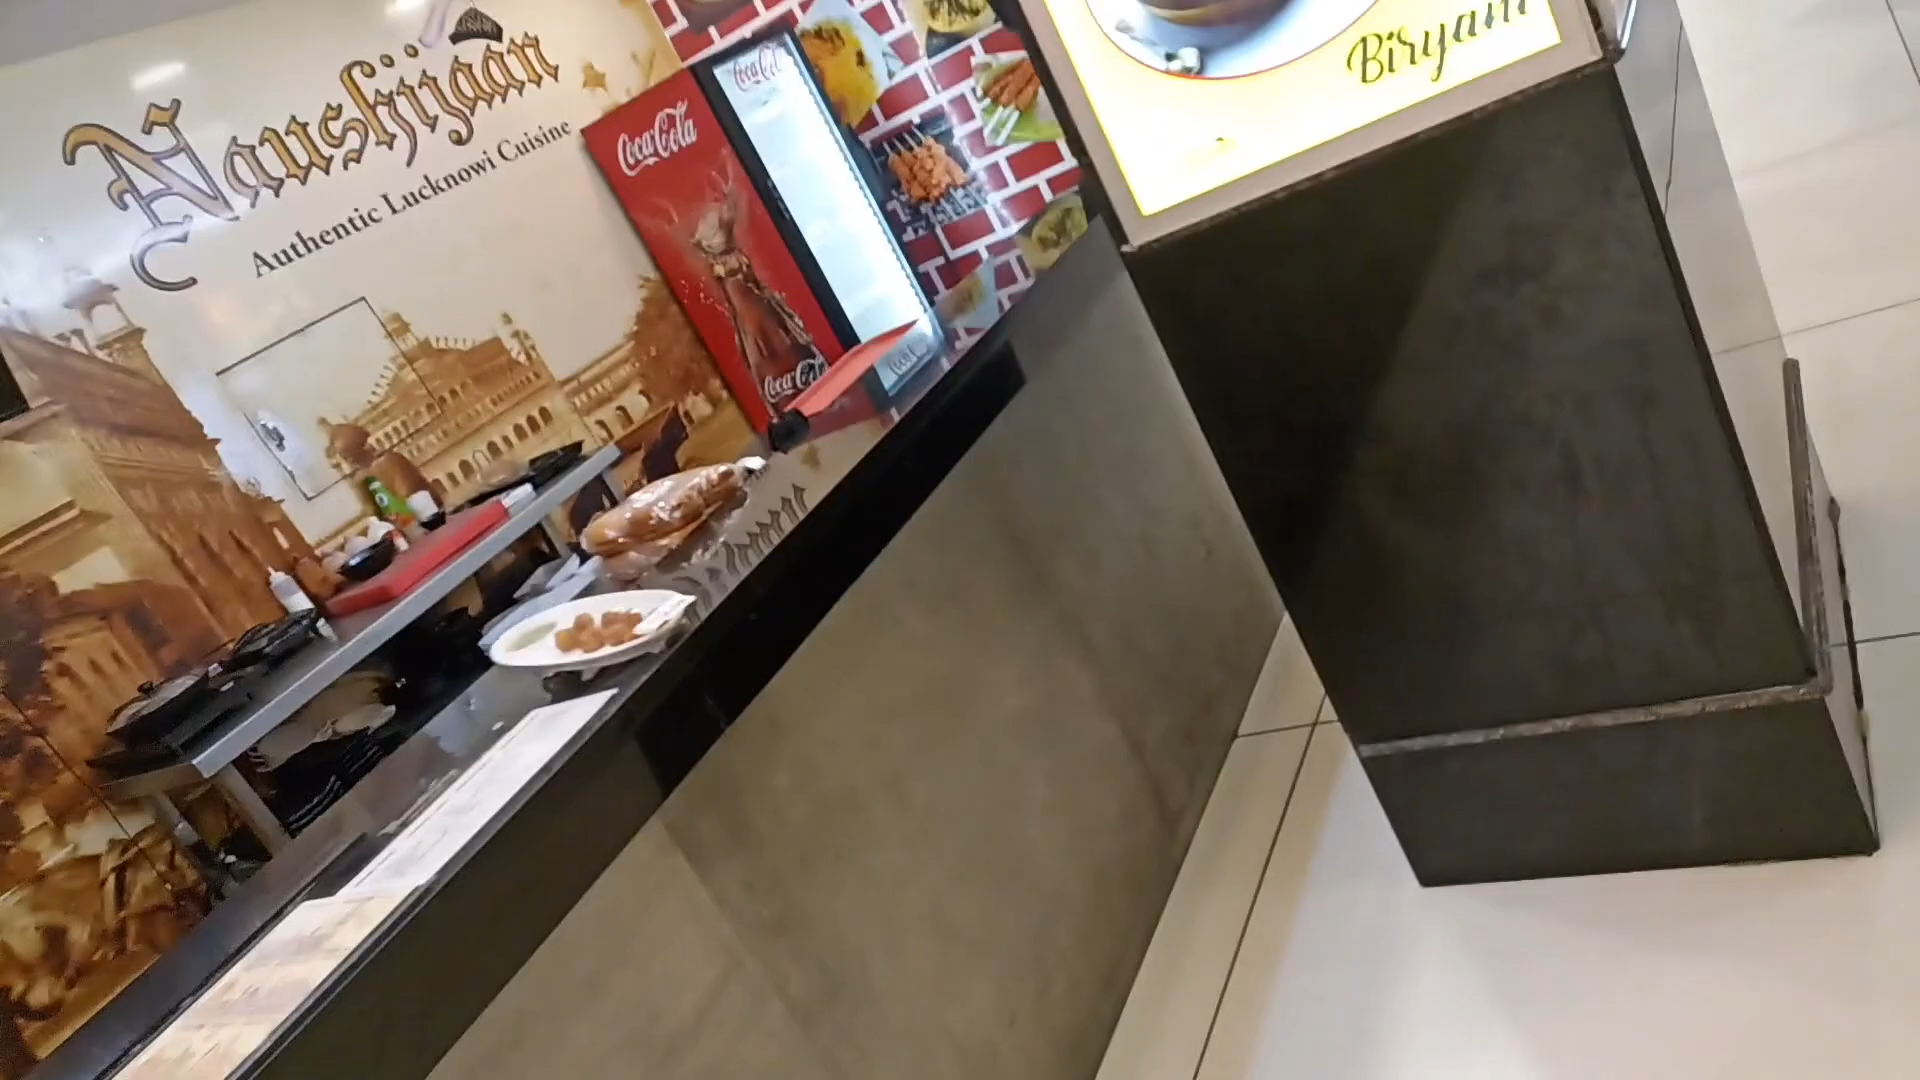 Naushijaan
Authentic Lucknowi Cuisine
Coca-Cola
Coca-Cola
Coca-Cola
Biryani